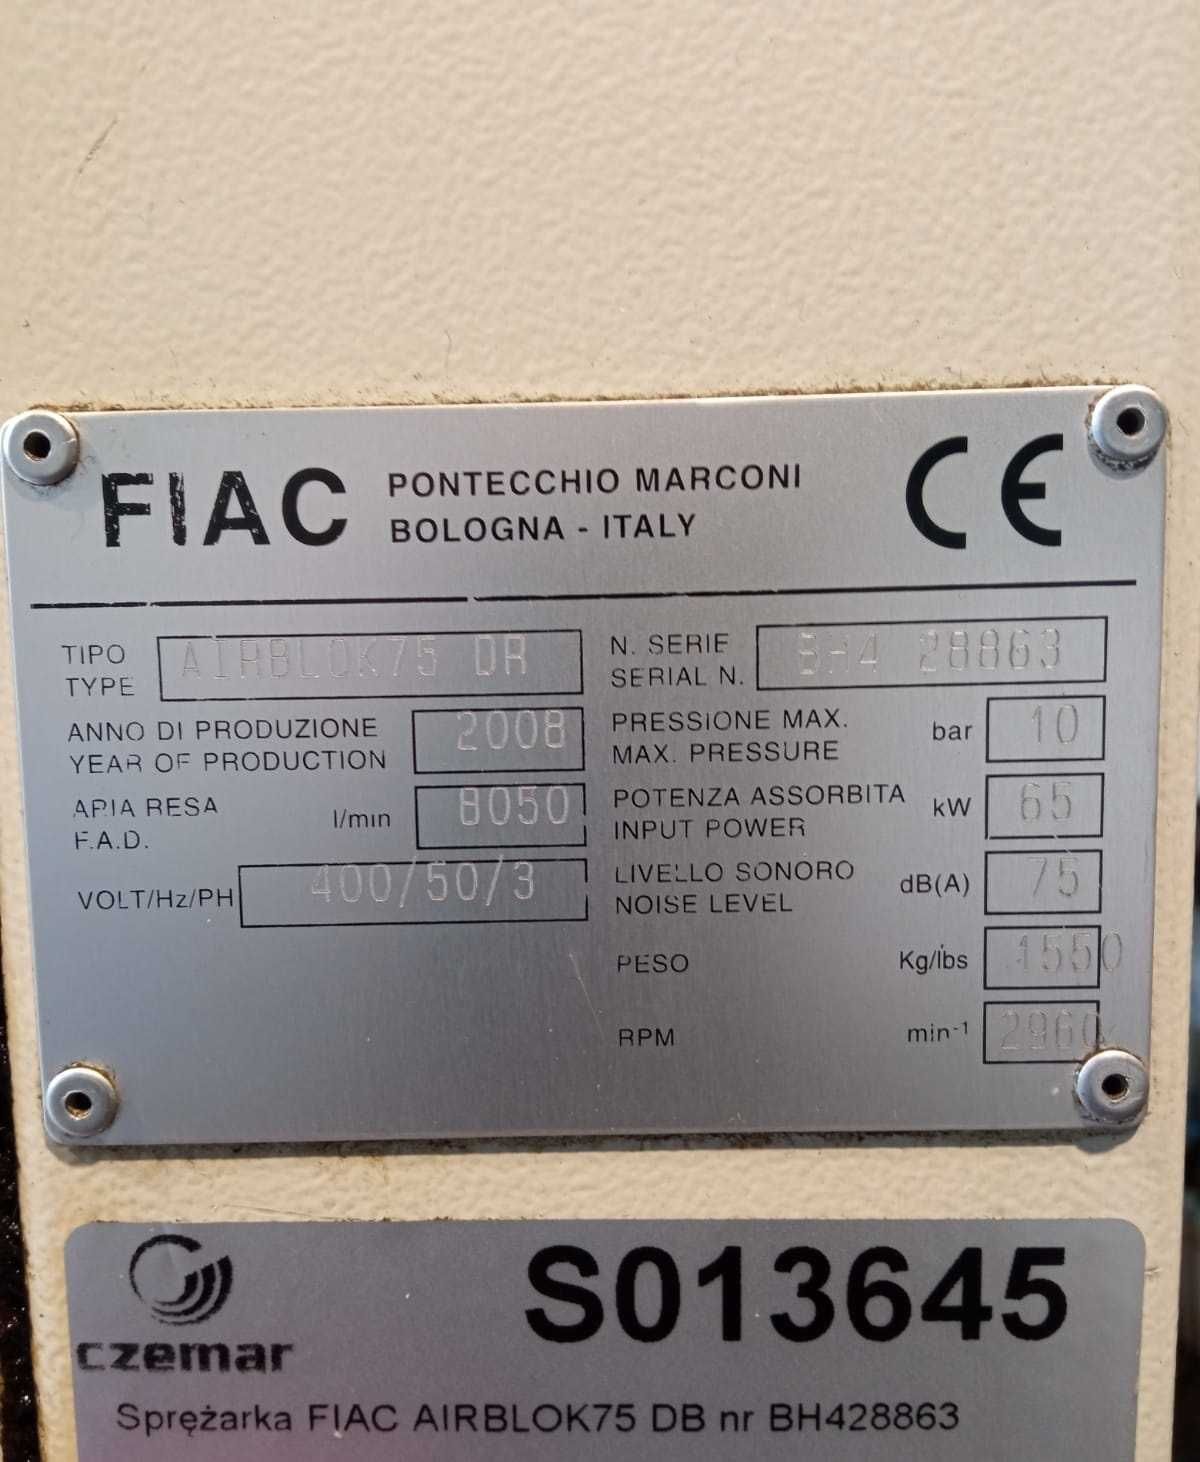 FIAC PONTECCHIO MARCONI
BOLOGNA - ITALY
CE
TIPO
TYPE
AIRBLOK75 DR
N. SERIE
SERIAL N.
BH4 28863
ANNO DI PRODUZIONE
YEAR OF PRODUCTION
2008
PRESSIONE MAX.
MAX. PRESSURE
bar 10
ARIA RESA
F.A.D.
l/min 8050
POTENZA ASSORBITA
INPUT POWER
kW 65
VOLT/Hz/PH 400/50/3
LIVELLO SONORO
NOISE LEVEL
dB(A) 75
PESO Kg/lbs 1550
RPM min-1 2960
czemar
S013645
Sprężarka FIAC AIRBLOK75 DB nr BH428863